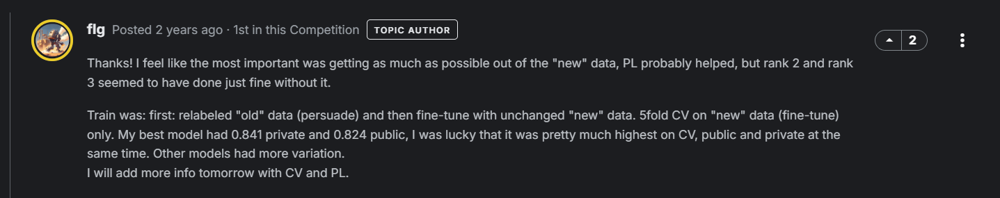 flg Posted 2 years ago · 1st in this Competition TOPIC AUTHOR
2
Thanks! I feel like the most important was getting as much as possible out of the "new" data, PL probably helped, but rank 2 and rank
3 seemed to have done just fine without it.
Train was: first: relabeled "old" data (persuade) and then fine-tune with unchanged "new" data. 5fold CV on "new" data (fine-tune)
only. My best model had 0.841 private and 0.824 public, I was lucky that it was pretty much highest on CV, public and private at the
same time. Other models had more variation.
I will add more info tomorrow with CV and PL.